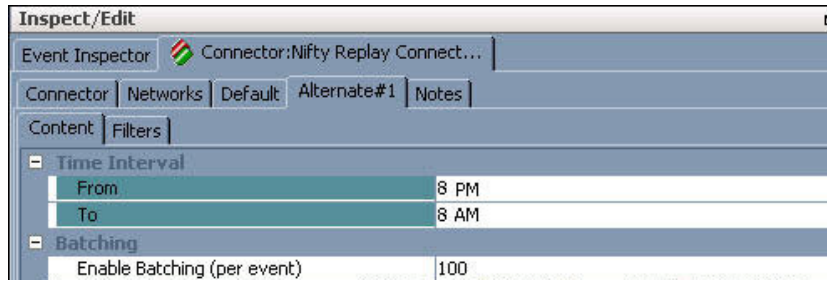 Inspect/Edit
Event Inspector Connector:Nifty Replay Connect...
Connector Networks Default Alternate#1 Notes
Content Filters
Time Interval
From 8 PM
To 8 AM
Batching
Enable Batching (per event) 100